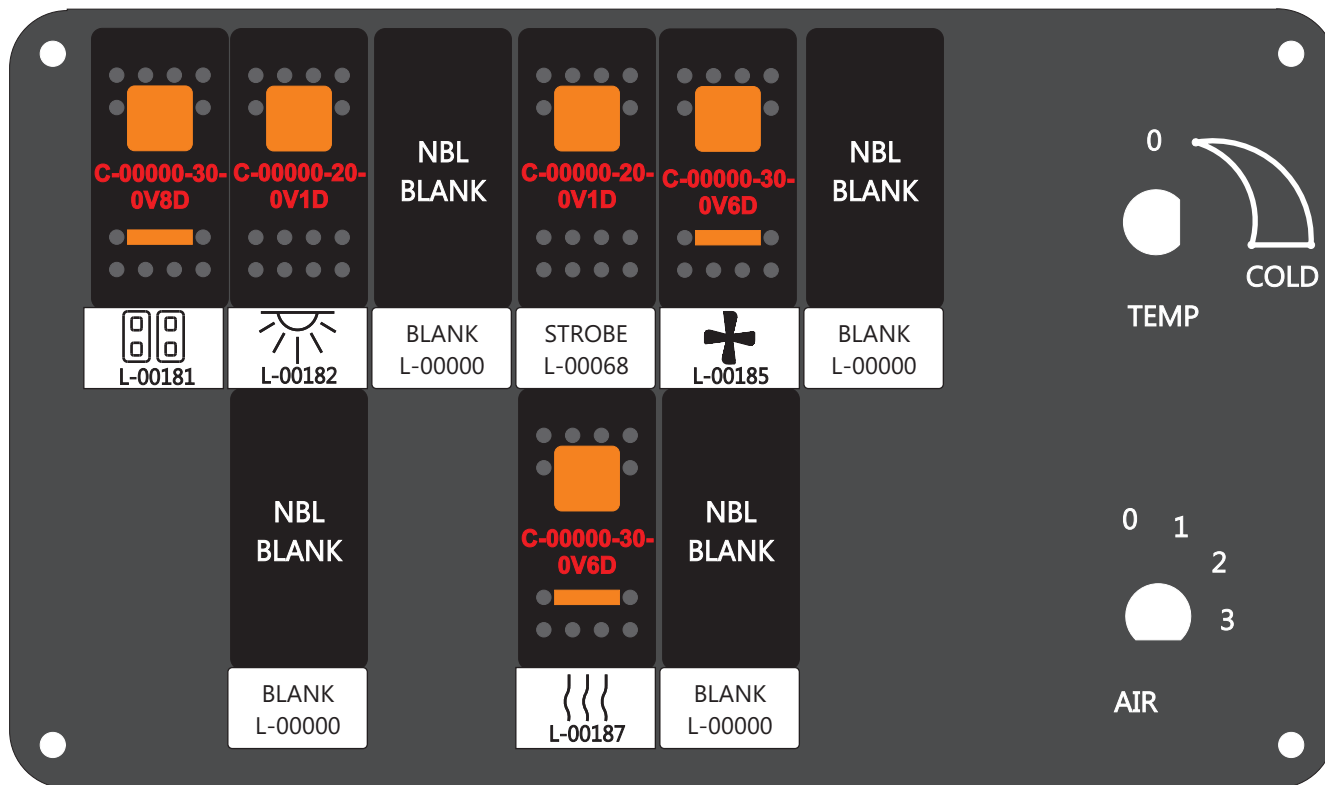 C-00000-30-
0V8D
C-00000-20-
0V1D
NBL
BLANK
C-00000-20-
0V1D
C-00000-30-
0V6D
NBL
BLANK
L-00181
L-00182
BLANK
L-00000
STROBE
L-00068
L-00185
BLANK
L-00000
0
COLD
TEMP
NBL
BLANK
C-00000-30-
0V6D
NBL
BLANK
BLANK
L-00000
L-00187
BLANK
L-00000
0
1
2
3
AIR